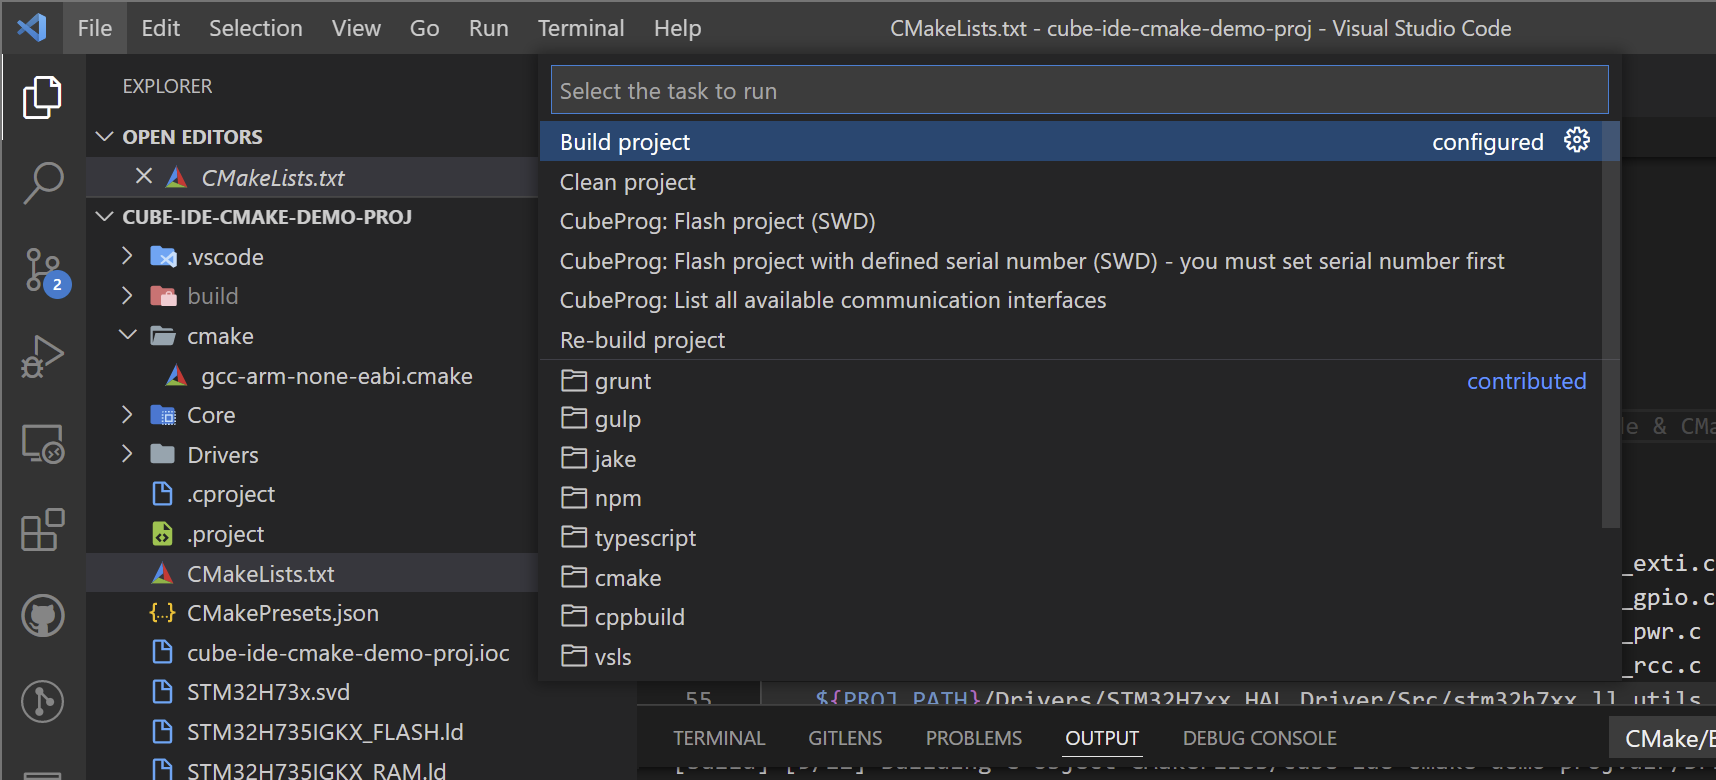 File Edit Selection View Go Run Terminal Help
CMakeLists.txt - cube-ide-cmake-demo-proj - Visual Studio Code
EXPLORER
OPEN EDITORS
CMakeLists.txt
CUBE-IDE-CMAKE-DEMO-PROJ
.vscode
build
cmake
gcc-arm-none-eabi.cmake
Core
Drivers
.cproject
.project
CMakeLists.txt
CMakePresets.json
cube-ide-cmake-demo-proj.ioc
STM32H73x.svd
STM32H735IGKX_FLASH.ld
STM32H735IGKX_RAM.ld
2
Select the task to run
Build project configured
Clean project
CubeProg: Flash project (SWD)
CubeProg: Flash project with defined serial number (SWD) - you must set serial number first
CubeProg: List all available communication interfaces
Re-build project
grunt contributed
gulp
jake
npm
typescript
cmake
cppbuild
vsls
le & CMa
_exti.c
_gpio.c
_pwr.c
_rcc.c
55 ${PROJ_PATH}/Drivers/STM32H7xx_HAL_Driver/Src/stm32h7xx_ll_utils
TERMINAL GITLENS PROBLEMS OUTPUT DEBUG CONSOLE
CMake/B